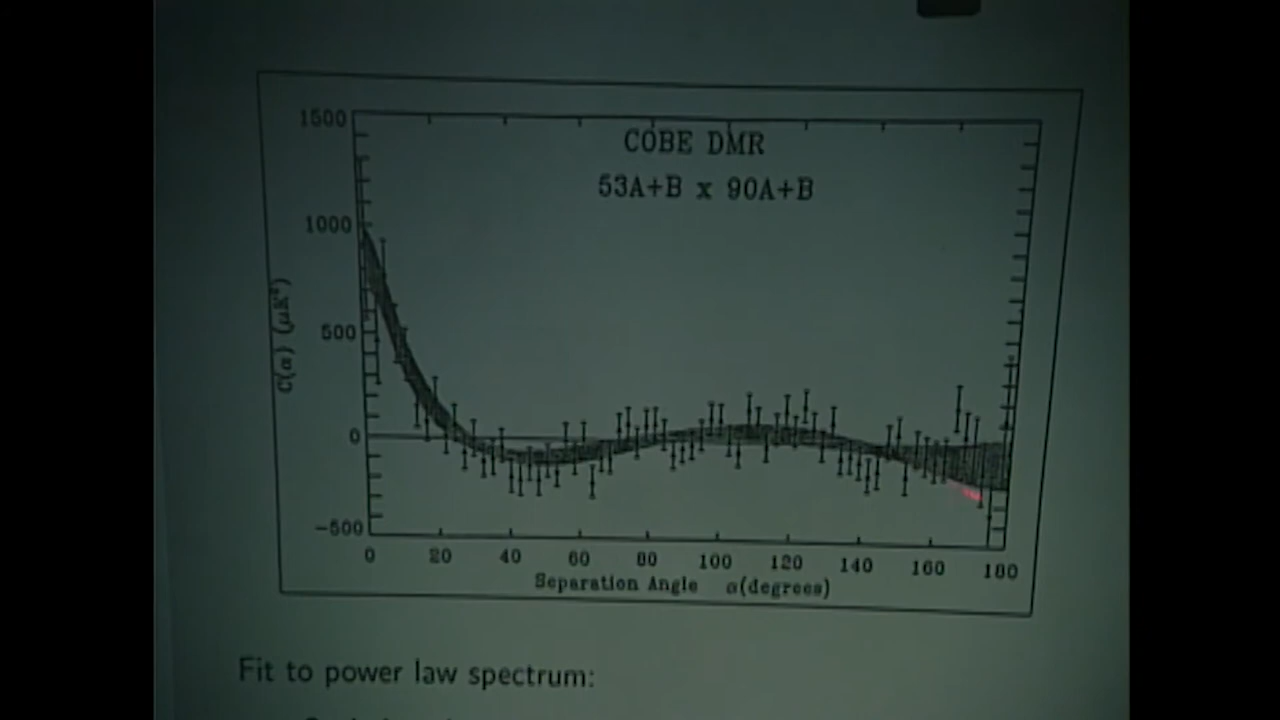 COBE DMR
53A+B x 90A+B
1500
1000
500
0
-500
C(α) (μK²)
0 20 40 60 80 100 120 140 160 180
Separation Angle α(degrees)
Fit to power law spectrum: